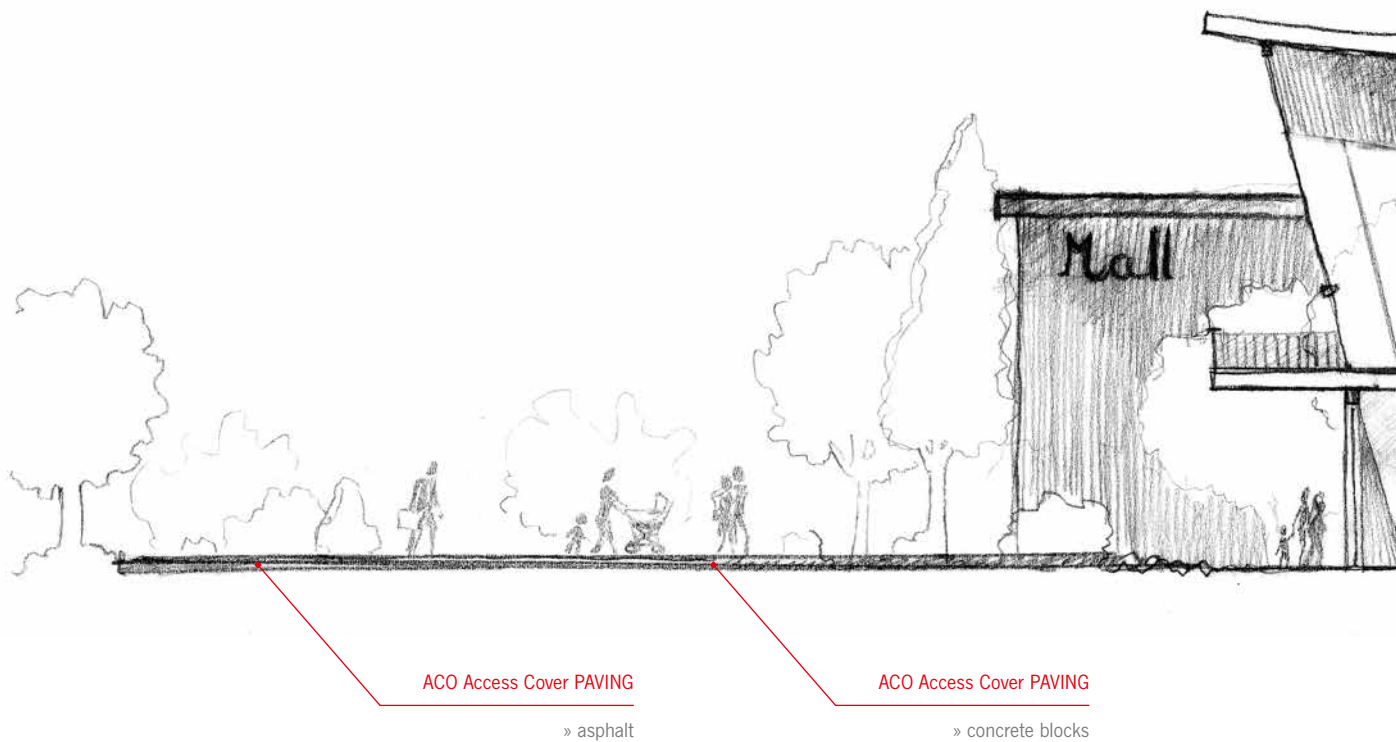 Mall
ACO Access Cover PAVING
» asphalt
ACO Access Cover PAVING
» concrete blocks